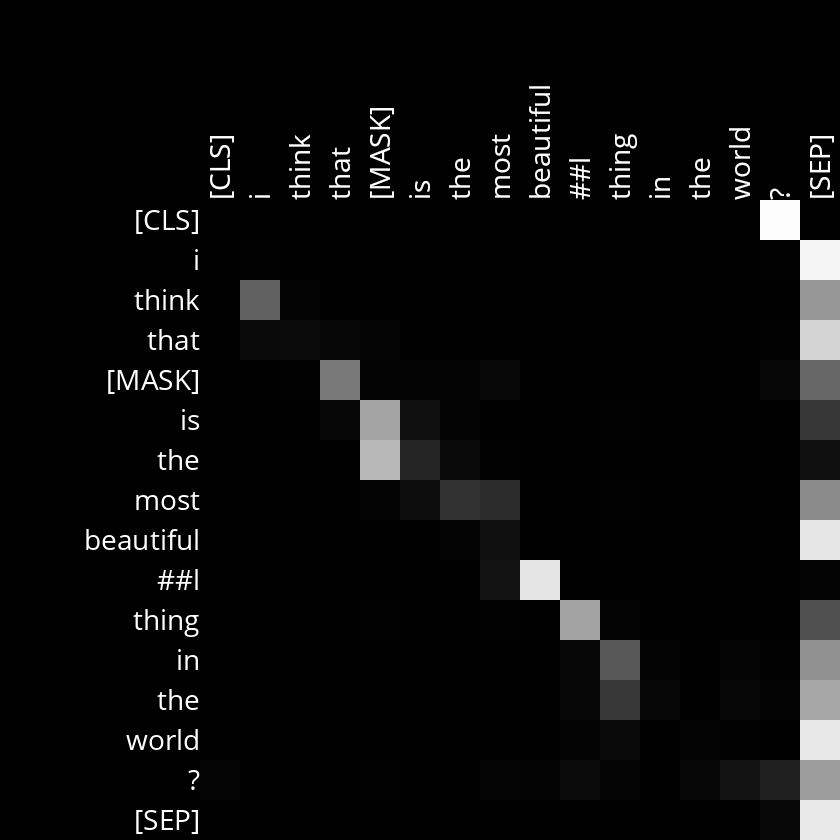 [CLS] i think that [MASK] is the most beautiful ##l thing in the world ? [SEP]
[CLS]
i
think
that
[MASK]
is
the
most
beautiful
##l
thing
in
the
world
?
[SEP]